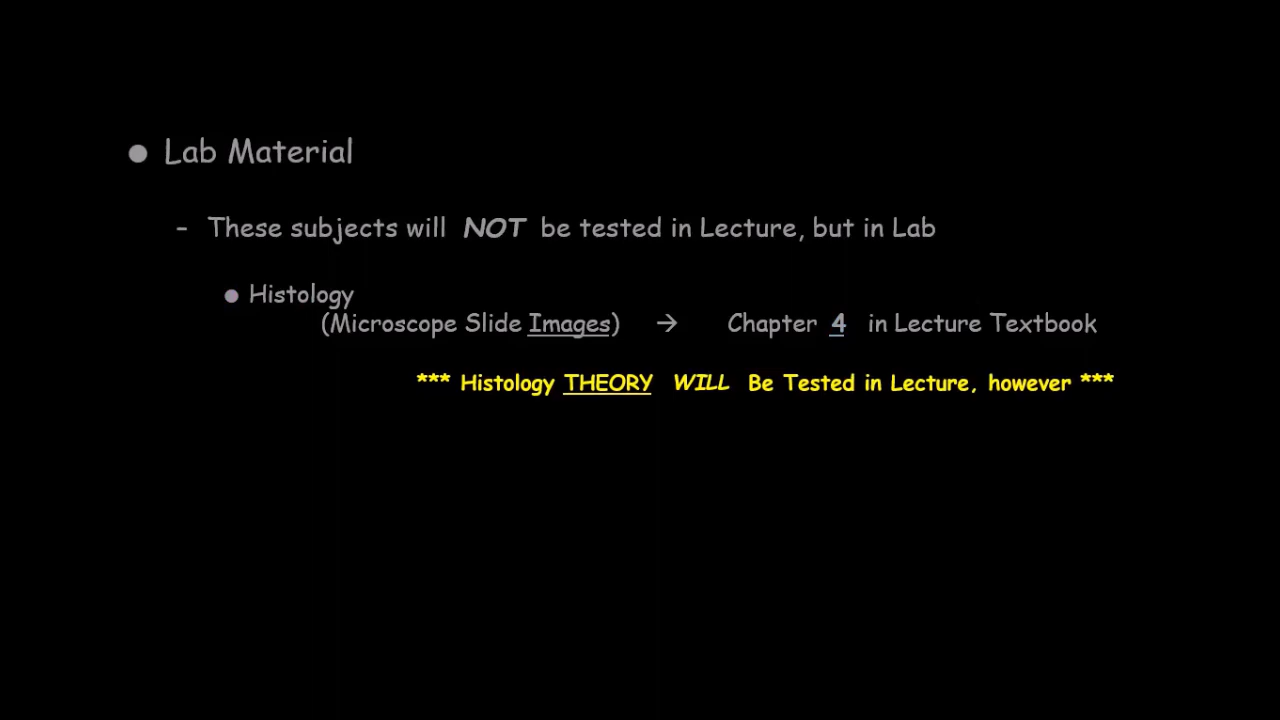 ● Lab Material
– These subjects will NOT be tested in Lecture, but in Lab
● Histology
(Microscope Slide Images) → Chapter 4 in Lecture Textbook
*** Histology THEORY WILL Be Tested in Lecture, however ***